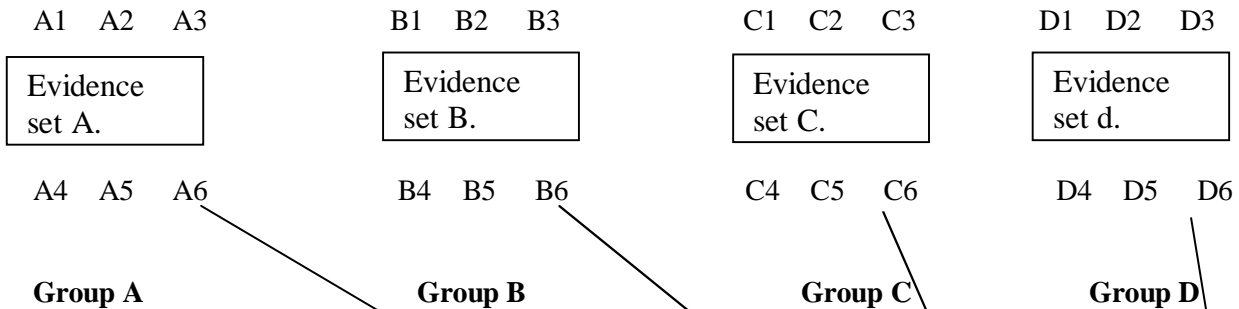 A1 A2 A3 B1 B2 B3 C1 C2 C3 D1 D2 D3
Evidence set A.
Evidence set B.
Evidence set C.
Evidence set d.
A4 A5 A6 B4 B5 B6 C4 C5 C6 D4 D5 D6
Group A Group B Group C Group D